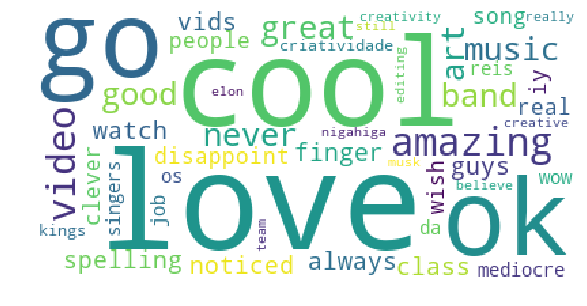 go
vids
great
creativity
song
really
people
criatividade
still
art
music
cool
good
elon
editing
band
reis
iy
real
video
watch
never
nigahiga
amazing
creative
clever
singers
disappoint
finger
musk
guys
wow
love
os
job
wish
believe
ok
kings
team
da
spelling
noticed
always
class
mediocre